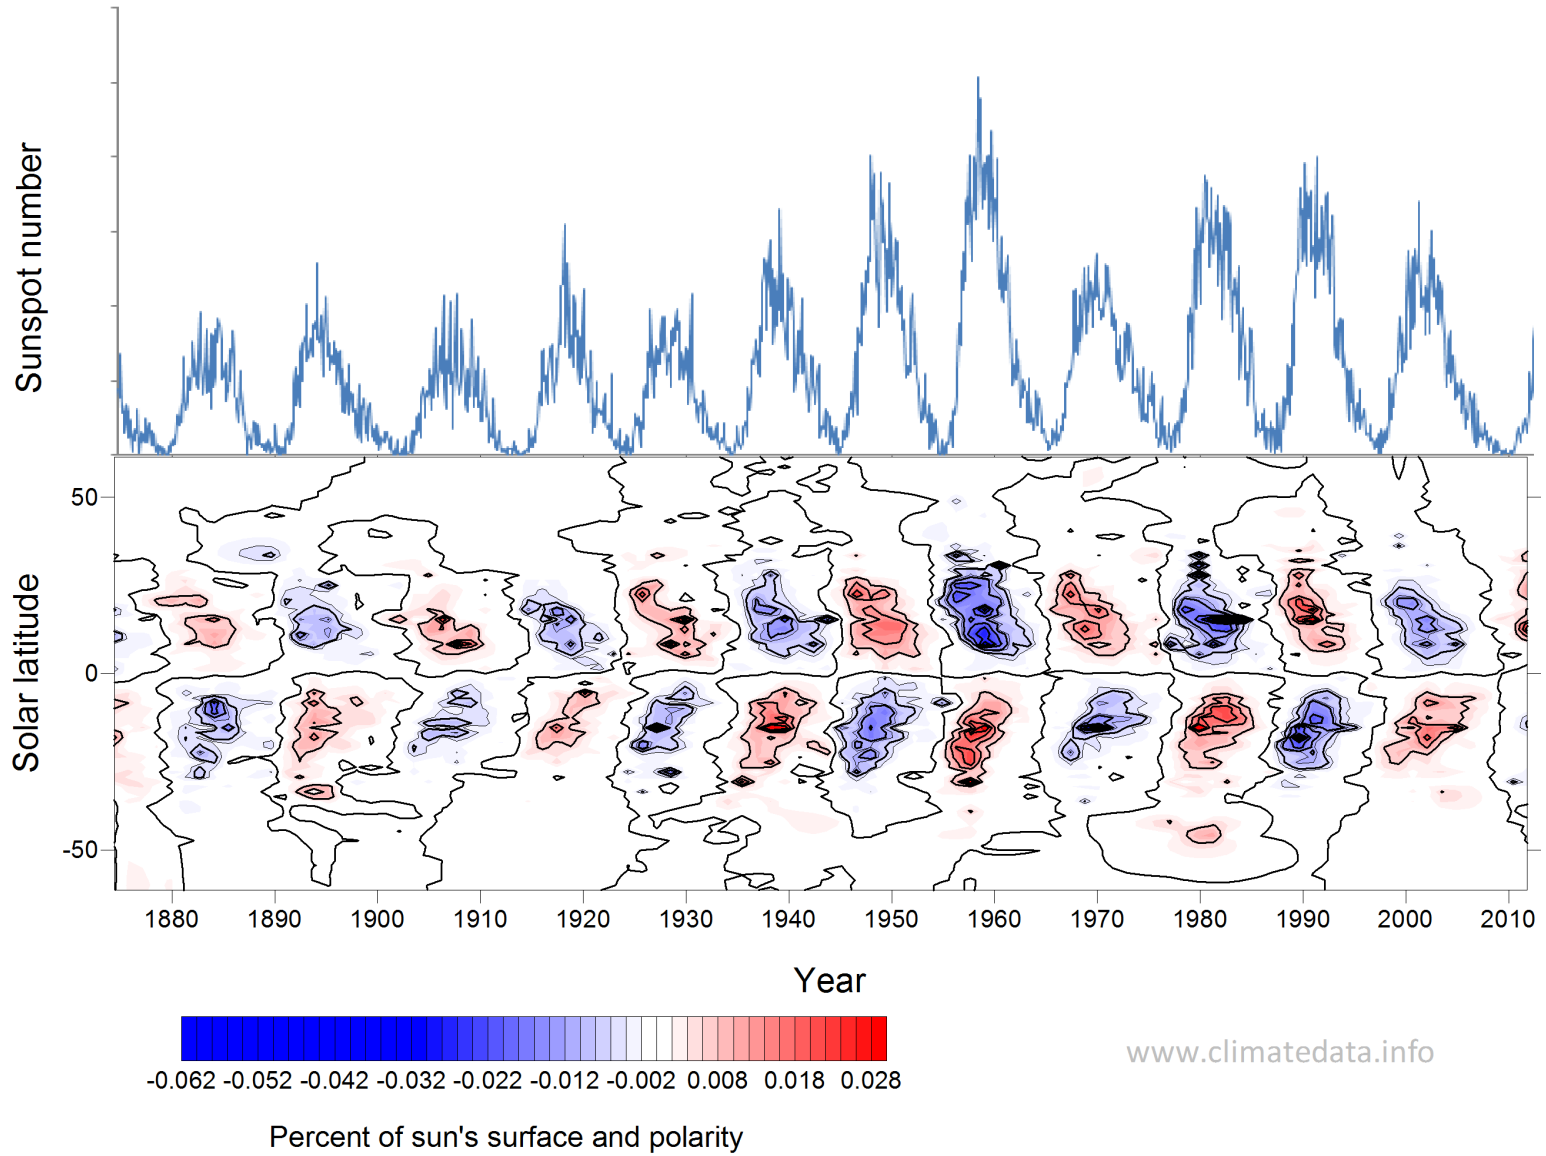 Sunspot number
Solar latitude
50
0
-50
1880 1890 1900 1910 1920 1930 1940 1950 1960 1970 1980 1990 2000 2010
Year
-0.062 -0.052 -0.042 -0.032 -0.022 -0.012 -0.002 0.008 0.018 0.028
www.climatedata.info
Percent of sun's surface and polarity